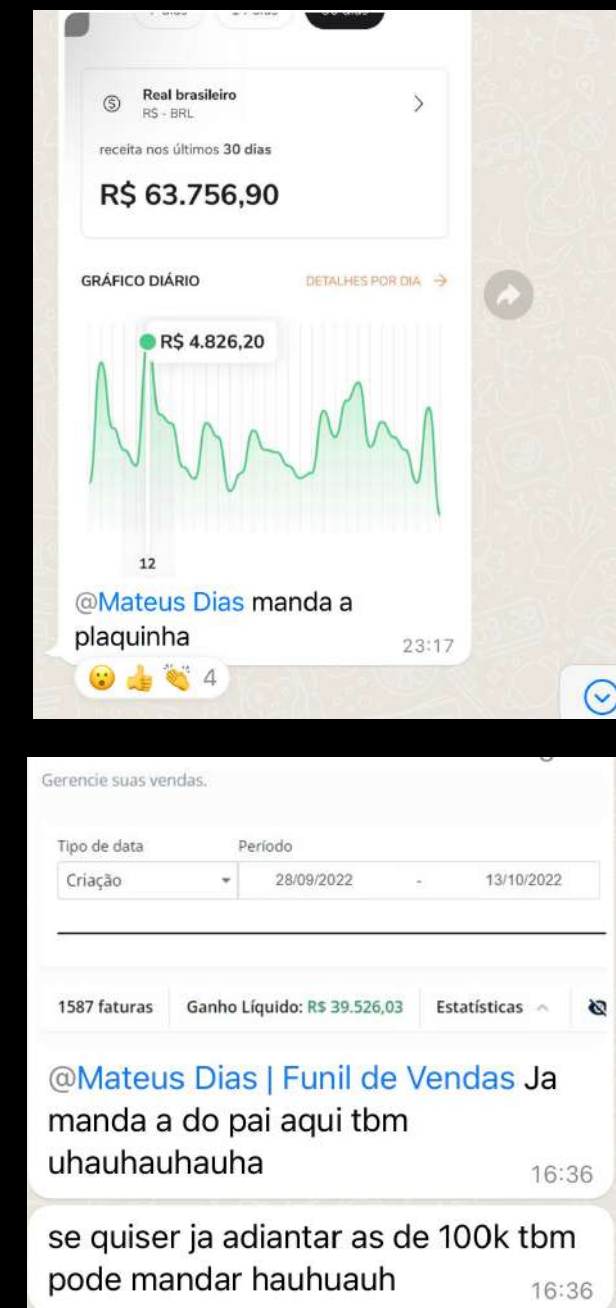 Real brasileiro
R$ - BRL
receita nos últimos 30 dias
R$ 63.756,90
GRÁFICO DIÁRIO DETALHES POR DIA
R$ 4.826,20
12
@Mateus Dias manda a
plaquinha
23:17
4
Gerencie suas vendas.
Tipo de data Período
Criação 28/09/2022 - 13/10/2022
1587 faturas Ganho Líquido: R$ 39.526,03 Estatísticas
@Mateus Dias | Funil de Vendas Ja
manda a do pai aqui tbm
uhauhauhauha
16:36
se quiser ja adiantar as de 100k tbm
pode mandar hauhuauh
16:36